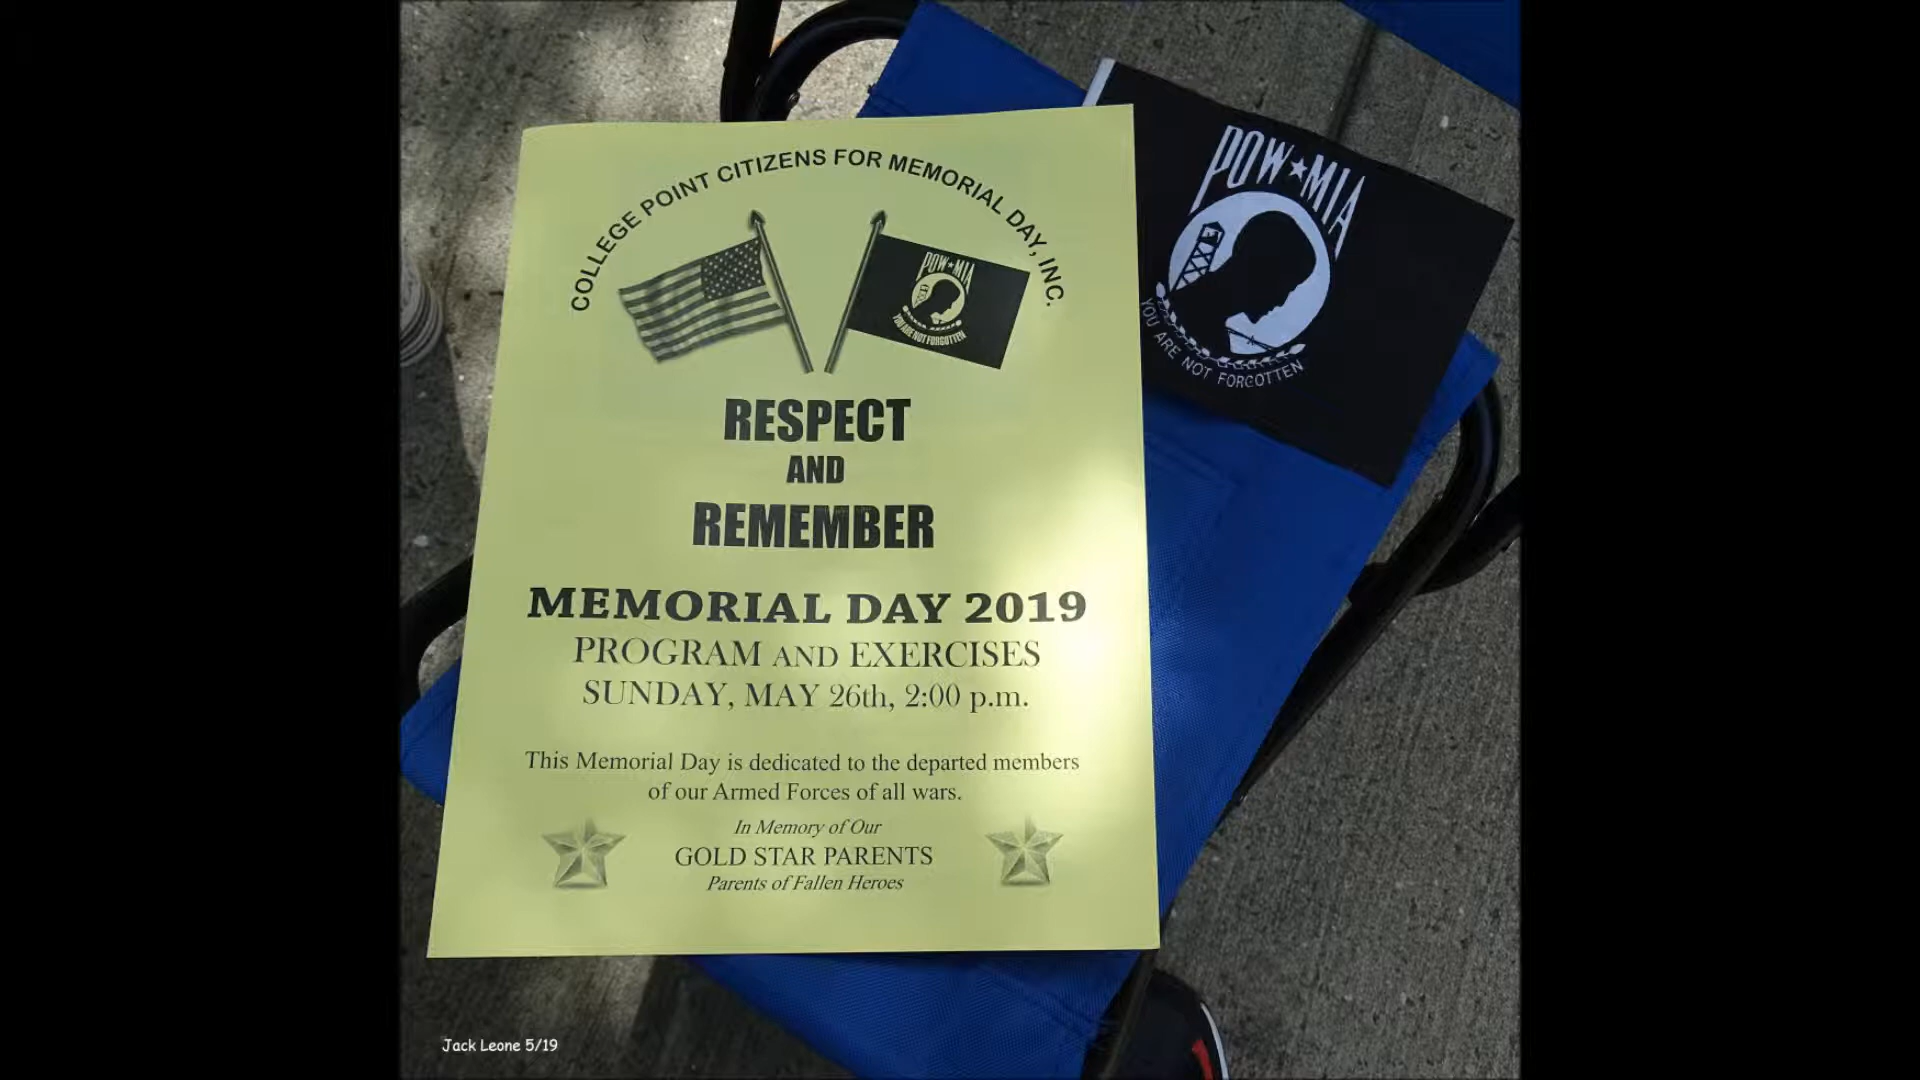 COLLEGE POINT CITIZENS FOR MEMORIAL DAY, INC.
POW★MIA
YOU ARE NOT FORGOTTEN
RESPECT
AND
REMEMBER
MEMORIAL DAY 2019
PROGRAM AND EXERCISES
SUNDAY, MAY 26th, 2:00 p.m.
This Memorial Day is dedicated to the departed members
of our Armed Forces of all wars.
In Memory of Our
GOLD STAR PARENTS
Parents of Fallen Heroes
POW★MIA
YOU ARE NOT FORGOTTEN
Jack Leone 5/19